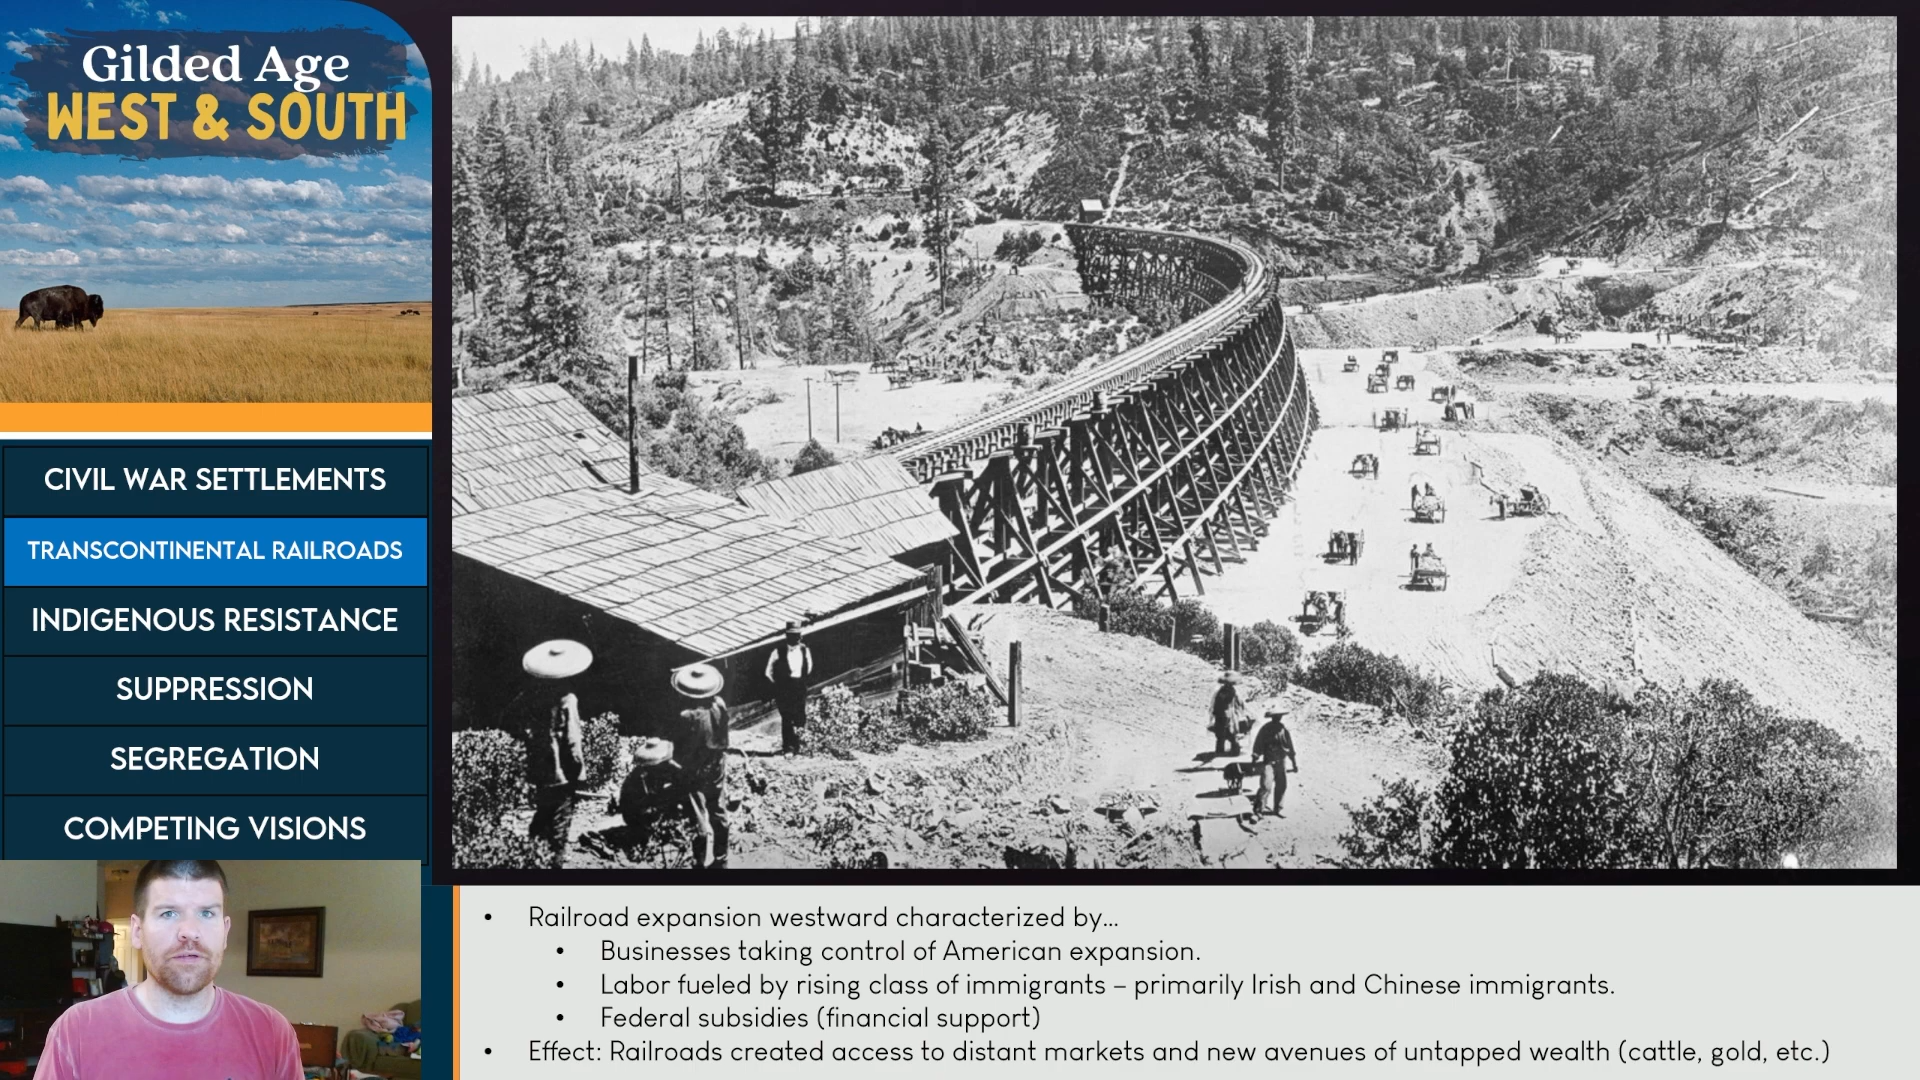 Gilded Age
WEST & SOUTH
CIVIL WAR SETTLEMENTS
TRANSCONTINENTAL RAILROADS
INDIGENOUS RESISTANCE
SUPPRESSION
SEGREGATION
COMPETING VISIONS
• Railroad expansion westward characterized by...
• Businesses taking control of American expansion.
• Labor fueled by rising class of immigrants – primarily Irish and Chinese immigrants.
• Federal subsidies (financial support)
• Effect: Railroads created access to distant markets and new avenues of untapped wealth (cattle, gold, etc.)